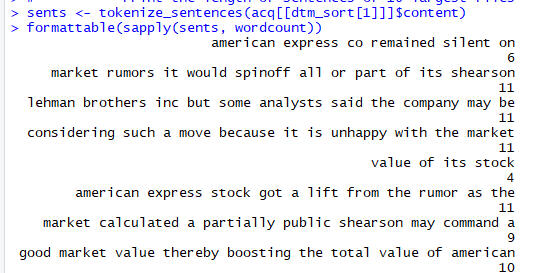 > sents <- tokenize_sentences(acq[[dtm_sort[1]]]$content)
> formattable(sapply(sents, wordcount))
american express co remained silent on
6
market rumors it would spinoff all or part of its shearson
11
lehman brothers inc but some analysts said the company may be
11
considering such a move because it is unhappy with the market
11
value of its stock
4
american express stock got a lift from the rumor as the
11
market calculated a partially public shearson may command a
9
good market value thereby boosting the total value of american
10